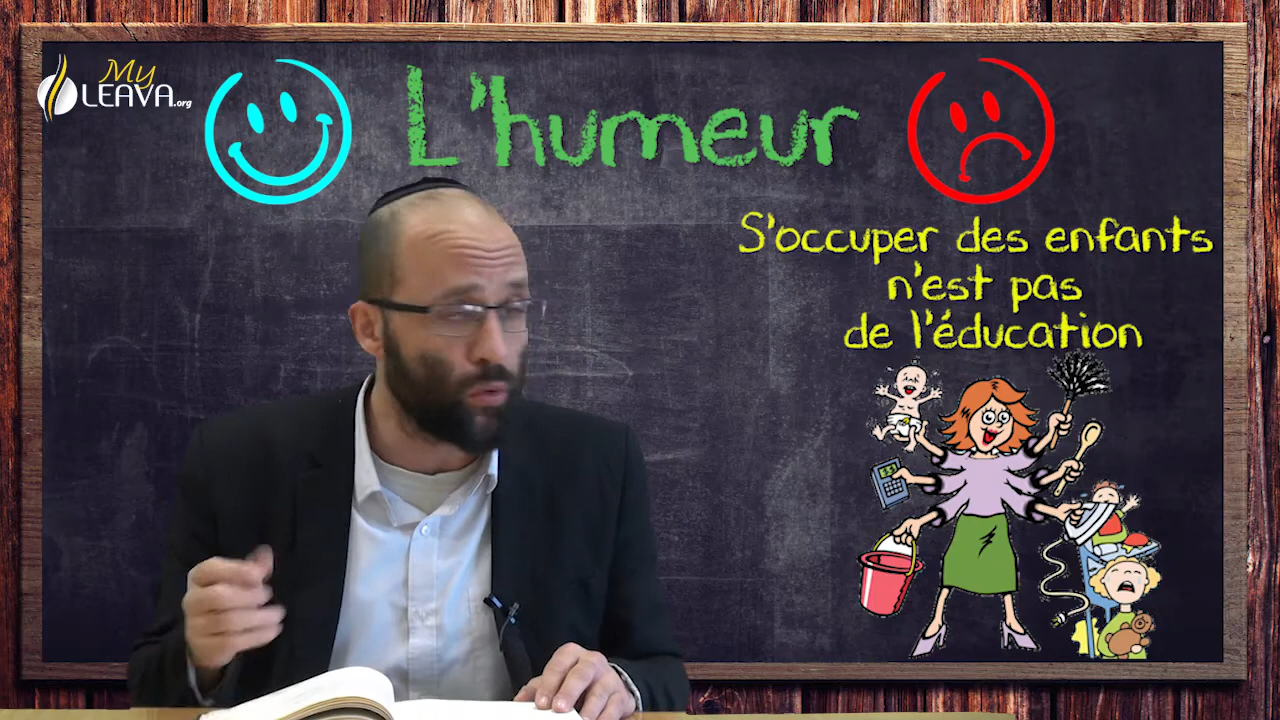 My
LEAVA.org
L'humeur
S'occuper des enfants
n'est pas
de l'éducation